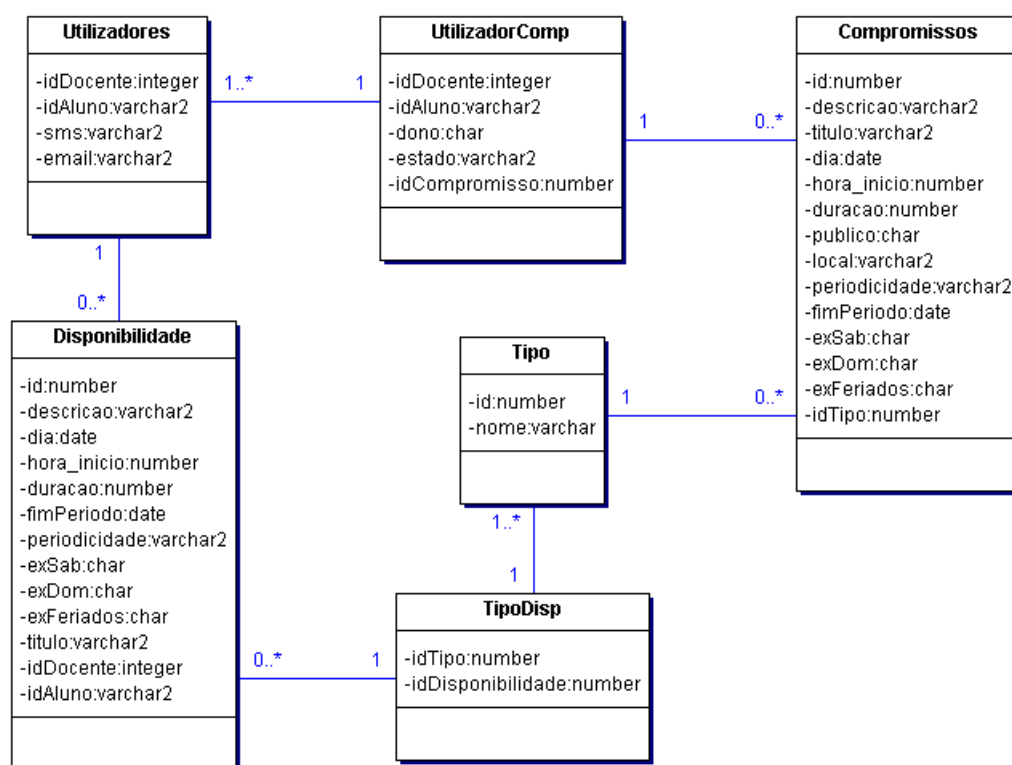 Utilizadores
-idDocente:integer
-idAluno:varchar2
-sms:varchar2
-email:varchar2
1..*
1
UtilizadorComp
-idDocente:integer
-idAluno:varchar2
-dono:char
-estado:varchar2
-idCompromisso:number
1
0..*
Compromissos
-id:number
-descricao:varchar2
-titulo:varchar2
-dia:date
-hora_inicio:number
-duracao:number
-publico:char
-local:varchar2
-periodicidade:varchar2
-fimPeriodo:date
-exSab:char
-exDom:char
-exFeriados:char
-idTipo:number
1
0..*
Disponibilidade
-id:number
-descricao:varchar2
-dia:date
-hora_inicio:number
-duracao:number
-fimPeriodo:date
-periodicidade:varchar2
-exSab:char
-exDom:char
-exFeriados:char
-titulo:varchar2
-idDocente:integer
-idAluno:varchar2
Tipo
-id:number
-nome:varchar
1
0..*
1..*
1
TipoDisp
-idTipo:number
-idDisponibilidade:number
0..*
1